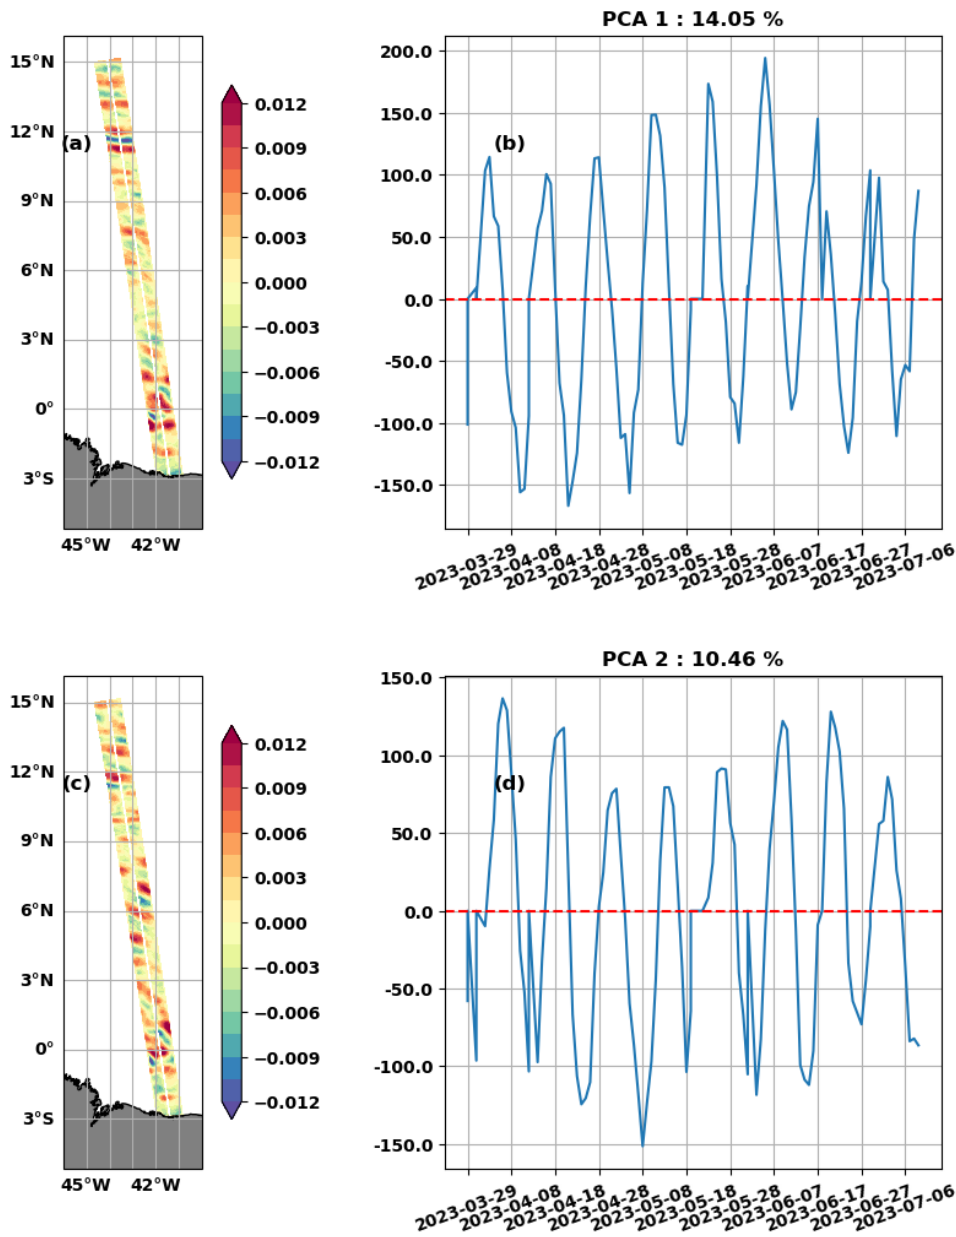 PCA 1 : 14.05 %
15°N
12°N
9°N
6°N
3°N
0°
3°S
45°W 42°W
(a)
0.012
0.009
0.006
0.003
0.000
−0.003
−0.006
−0.009
−0.012
(b)
200.0
150.0
100.0
50.0
0.0
-50.0
-100.0
-150.0
2023-03-29
2023-04-08
2023-04-18
2023-04-28
2023-05-08
2023-05-18
2023-05-28
2023-06-07
2023-06-17
2023-06-27
2023-07-06
PCA 2 : 10.46 %
15°N
12°N
9°N
6°N
3°N
0°
3°S
45°W 42°W
(c)
0.012
0.009
0.006
0.003
0.000
−0.003
−0.006
−0.009
−0.012
(d)
150.0
100.0
50.0
0.0
-50.0
-100.0
-150.0
2023-03-29
2023-04-08
2023-04-18
2023-04-28
2023-05-08
2023-05-18
2023-05-28
2023-06-07
2023-06-17
2023-06-27
2023-07-06